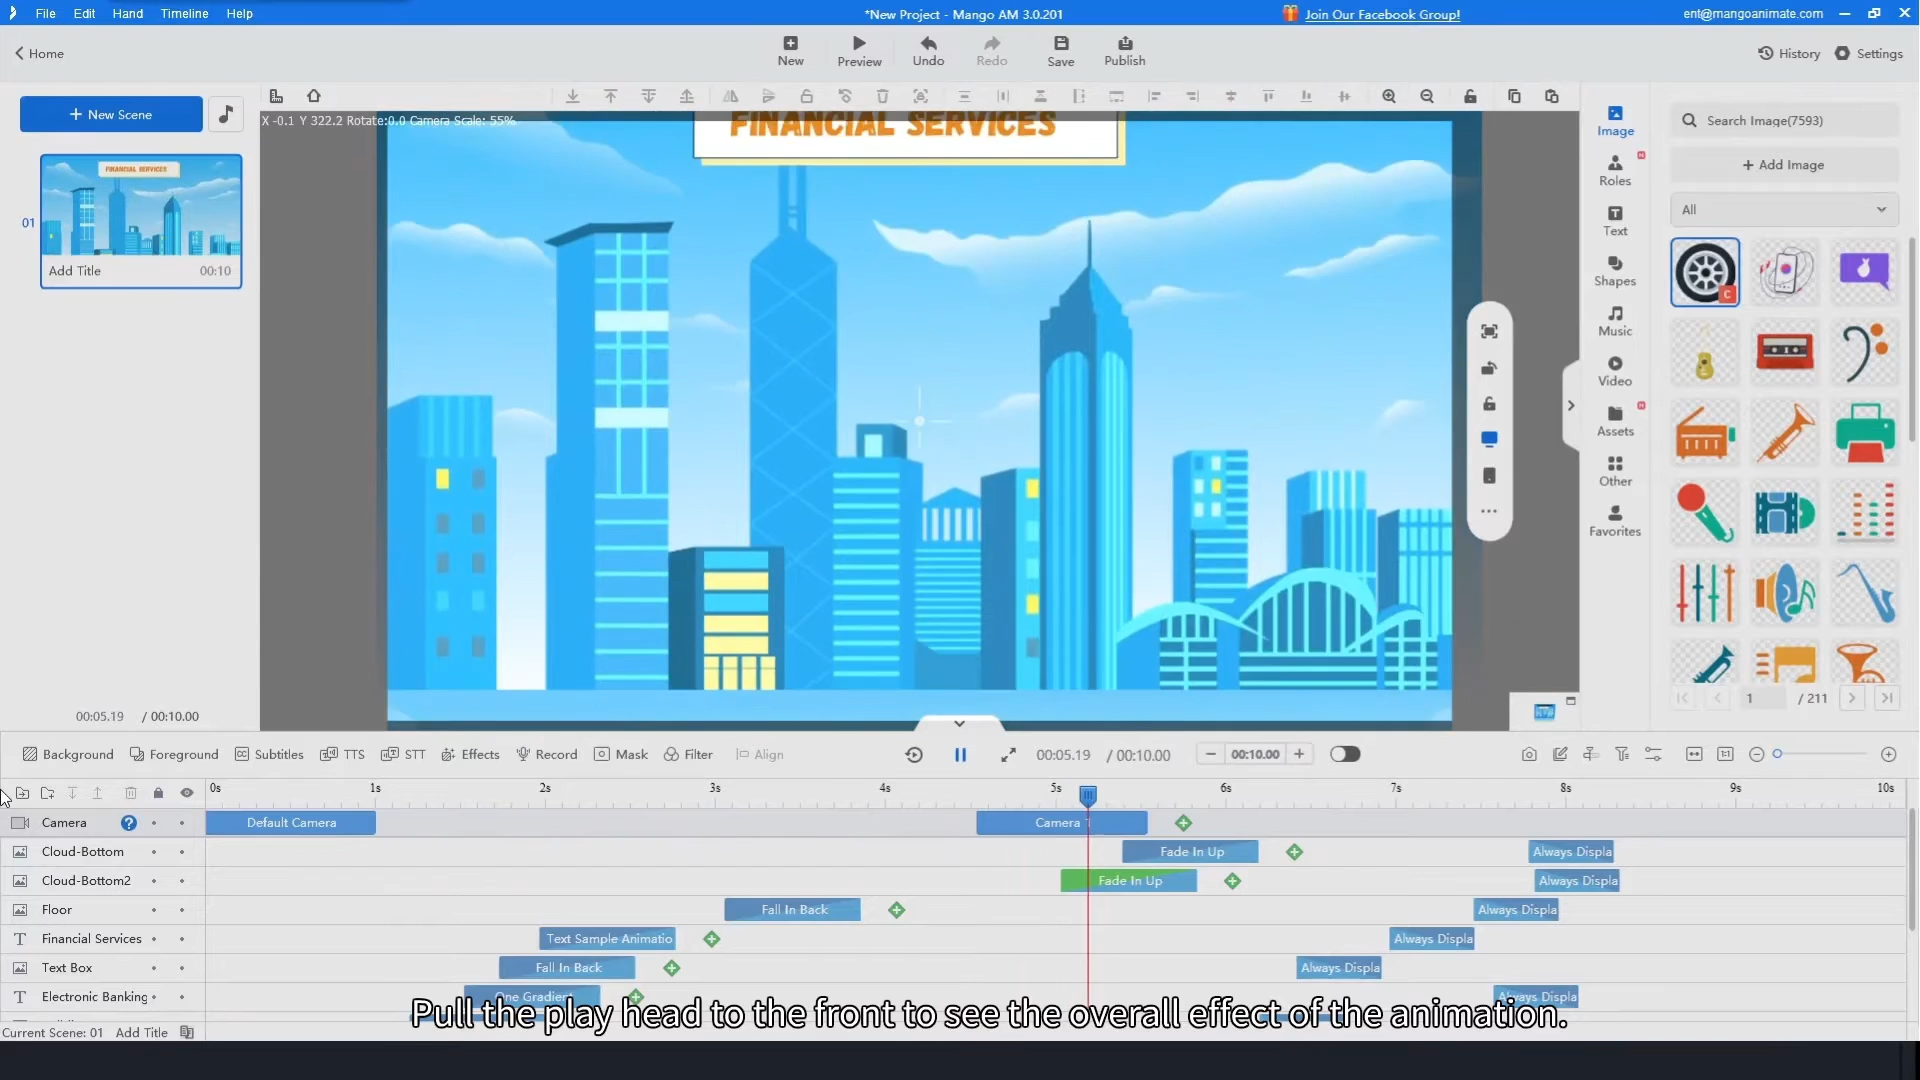 File Edit Hand Timeline Help
*New Project - Mango AM 3.0.201
Join Our Facebook Group!
ent@mangoanimate.com
Home
New Preview Undo Redo Save Publish
History Settings
+ New Scene
X -0.1 Y 322.2 Rotate:0.0 Camera Scale: 55%
FINANCIAL SERVICES
FINANCIAL SERVICES
01
Add Title 00:10
00:05.19 / 00:10.00
Image
Roles
Text
Shapes
Music
Video
Assets
Other
Favorites
Search Image(7593)
+ Add Image
All
C
1 / 211
Background Foreground Subtitles TTS STT Effects Record Mask Filter Align
00:05.19 / 00:10.00 00:10.00
0s 1s 2s 3s 4s 5s 6s 7s 8s 9s 10s
Camera Default Camera Camera 1
Cloud-Bottom Fade In Up Always Displa
Cloud-Bottom2 Fade In Up Always Displa
Floor Fall In Back Always Displa
Financial Services Text Sample Animatio Always Displa
Text Box Fall In Back Always Displa
Electronic Banking One Gradient Always Displa
Pull the play head to the front to see the overall effect of the animation.
Current Scene: 01 Add Title